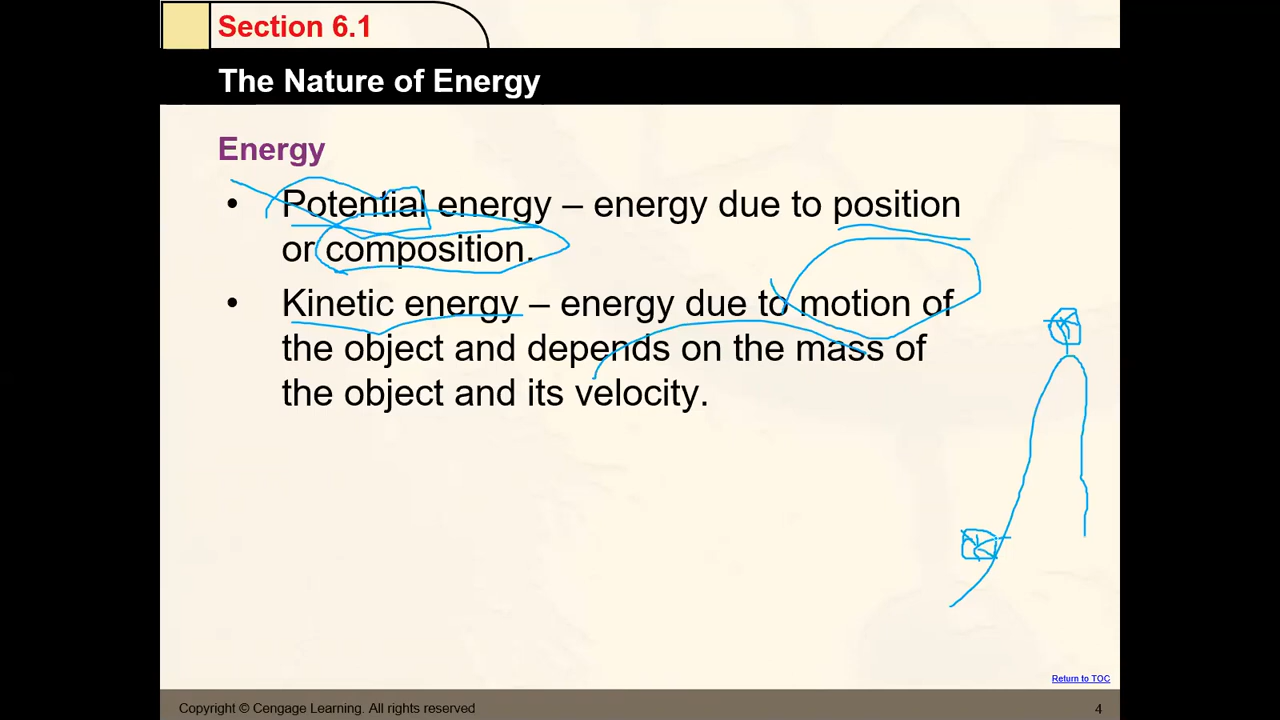 Section 6.1
The Nature of Energy
Energy
• Potential energy – energy due to position
or composition.
• Kinetic energy – energy due to motion of
the object and depends on the mass of
the object and its velocity.
Return to TOC
Copyright © Cengage Learning. All rights reserved
4